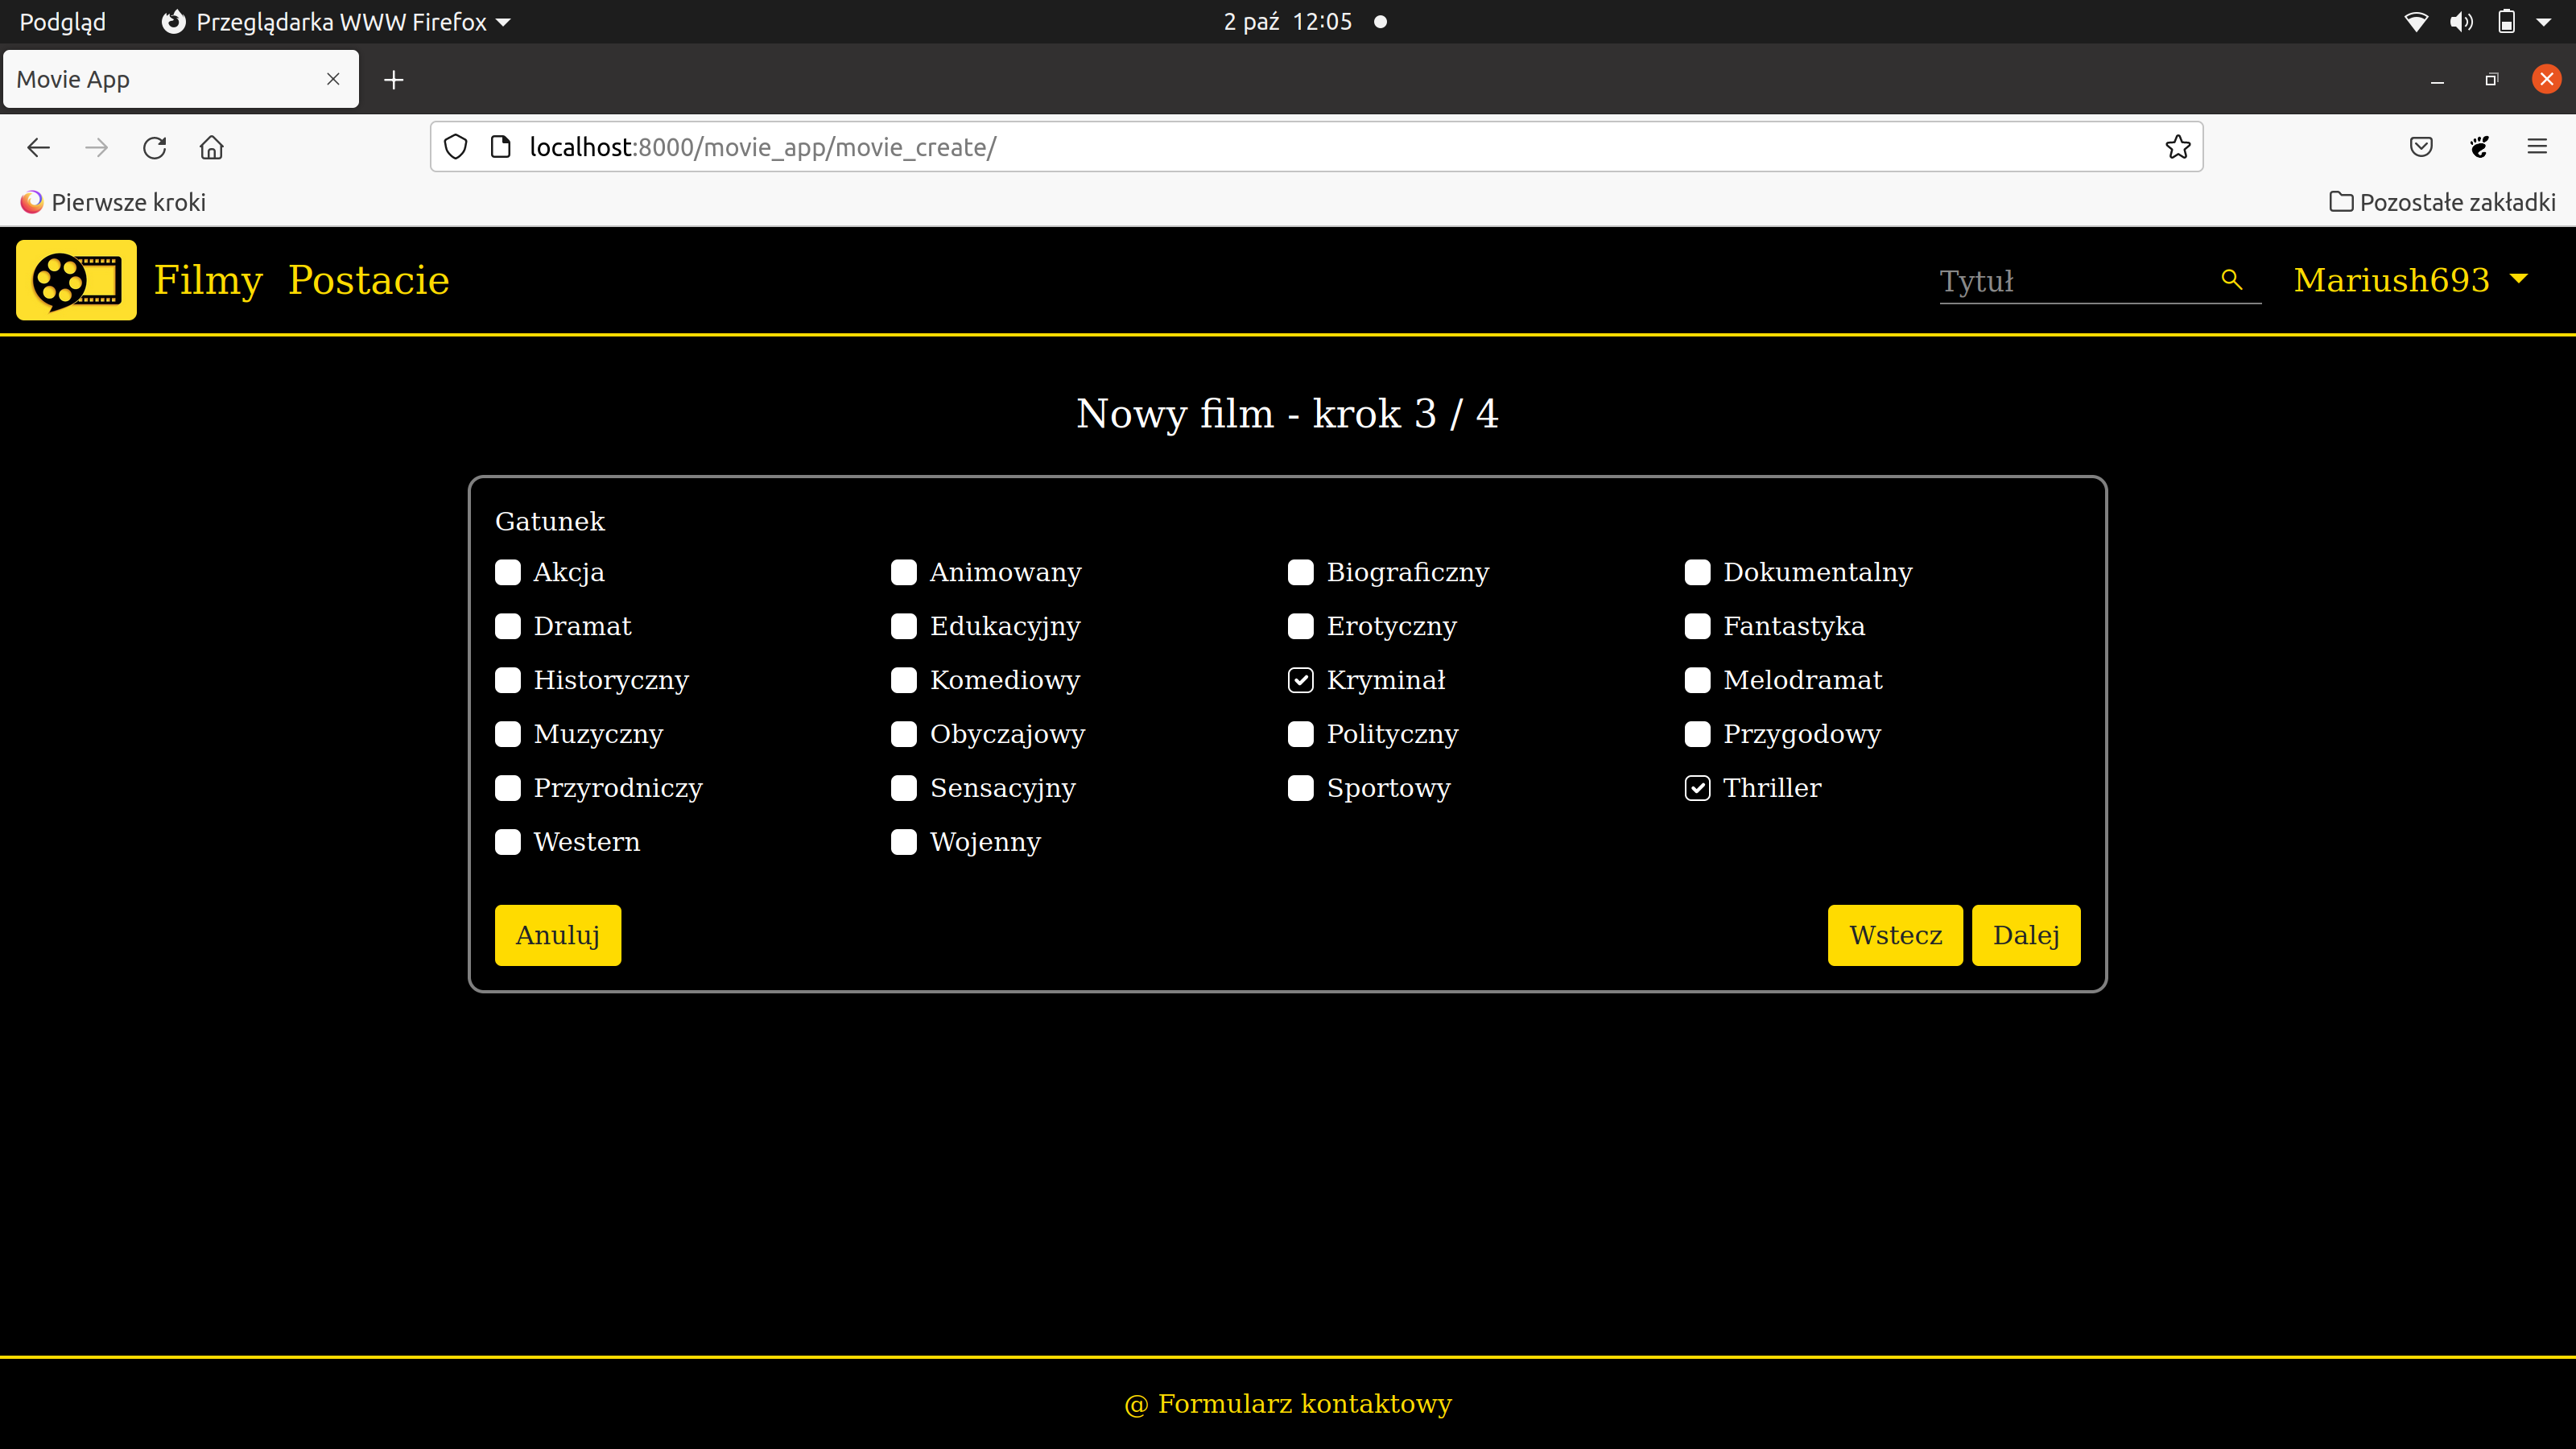 Podgląd Przeglądarka WWW Firefox 2 paź 12:05
Movie App
localhost:8000/movie_app/movie_create/
Pierwsze kroki Pozostałe zakładki
Filmy Postacie Tytuł Mariush693
Nowy film - krok 3 / 4
Gatunek
Akcja Animowany Biograficzny Dokumentalny
Dramat Edukacyjny Erotyczny Fantastyka
Historyczny Komediowy Kryminał Melodramat
Muzyczny Obyczajowy Polityczny Przygodowy
Przyrodniczy Sensacyjny Sportowy Thriller
Western Wojenny
Anuluj Wstecz Dalej
@ Formularz kontaktowy